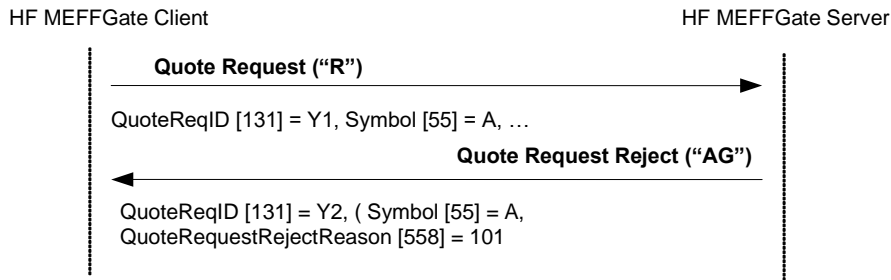 HF MEFFGate Client
HF MEFFGate Server
Quote Request (“R”)
QuoteReqID [131] = Y1, Symbol [55] = A, …
Quote Request Reject (“AG”)
QuoteReqID [131] = Y2, ( Symbol [55] = A,
QuoteRequestRejectReason [558] = 101